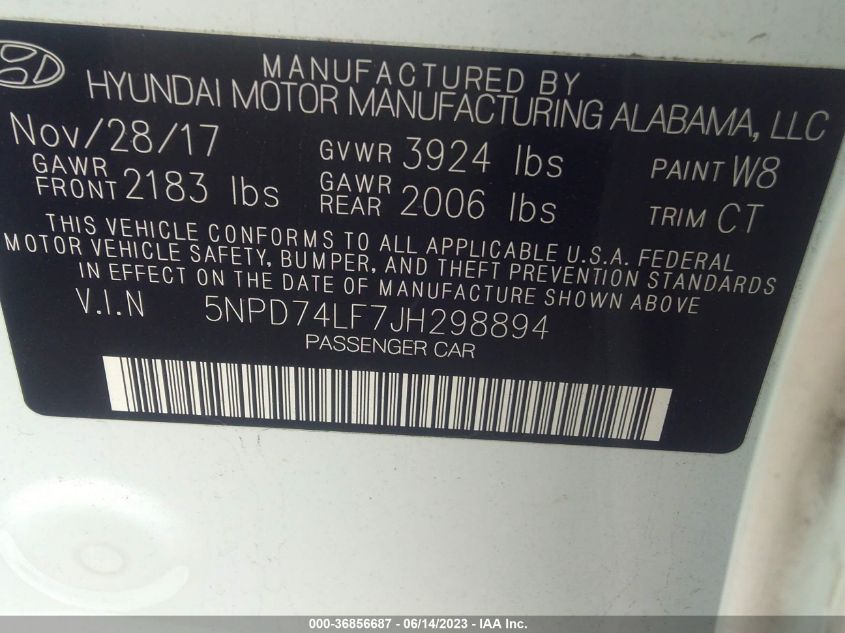 MANUFACTURED BY
HYUNDAI MOTOR MANUFACTURING ALABAMA, LLC
Nov/28/17 GVWR 3924 lbs PAINT W8
GAWR FRONT 2183 lbs GAWR REAR 2006 lbs TRIM CT
THIS VEHICLE CONFORMS TO ALL APPLICABLE U.S.A. FEDERAL
MOTOR VEHICLE SAFETY, BUMPER, AND THEFT PREVENTION STANDARDS
IN EFFECT ON THE DATE OF MANUFACTURE SHOWN ABOVE
V.I.N 5NPD74LF7JH298894
PASSENGER CAR
000-36856687 - 06/14/2023 - IAA Inc.